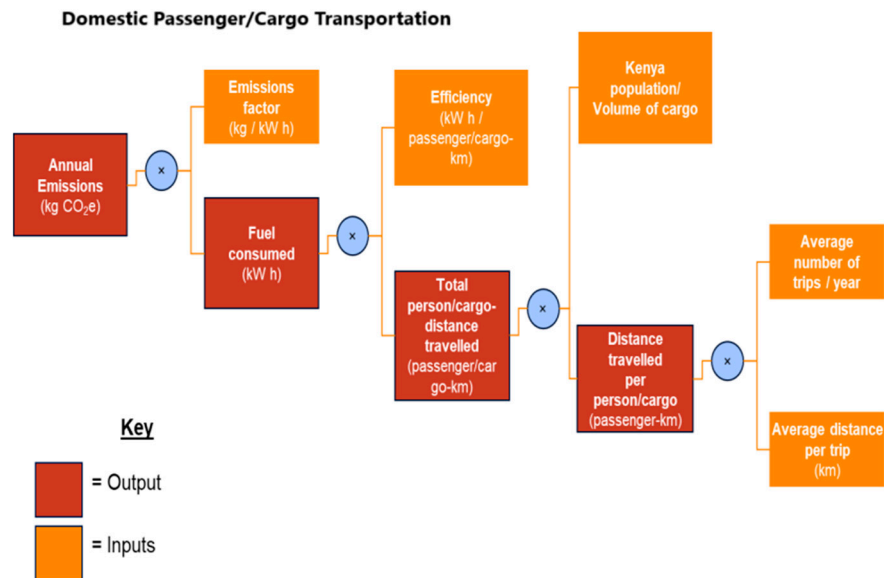 Domestic Passenger/Cargo Transportation
Annual
Emissions
(kg CO₂e)
x
Emissions
factor
(kg / kW h)
Fuel
consumed
(kW h)
x
Efficiency
(kW h /
passenger/cargo-
km)
Total
person/cargo-
distance
travelled
(passenger/car
go-km)
x
Kenya
population/
Volume of cargo
Distance
travelled
per
person/cargo
(passenger-km)
x
Average
number of
trips / year
Average distance
per trip
(km)
Key
= Output
= Inputs